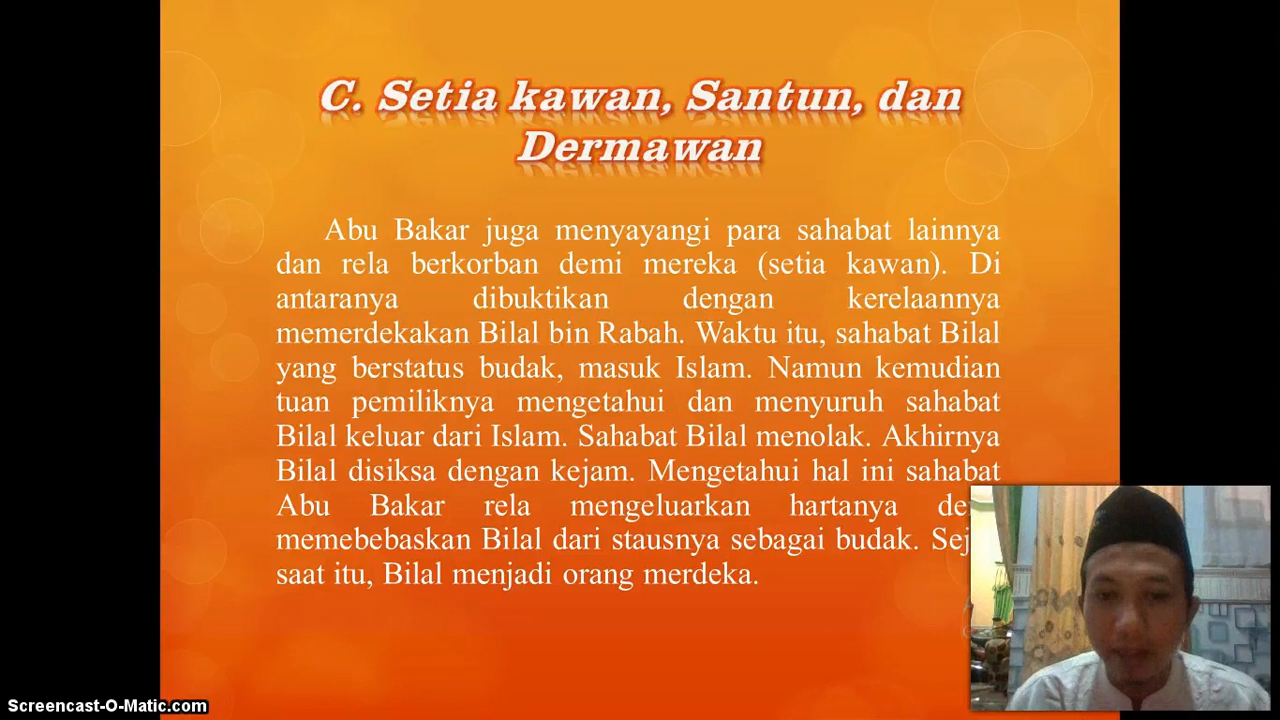 C. Setia kawan, Santun, dan
Dermawan
Abu Bakar juga menyayangi para sahabat lainnya
dan rela berkorban demi mereka (setia kawan). Di
antaranya dibuktikan dengan kerelaannya
memerdekakan Bilal bin Rabah. Waktu itu, sahabat Bilal
yang berstatus budak, masuk Islam. Namun kemudian
tuan pemiliknya mengetahui dan menyuruh sahabat
Bilal keluar dari Islam. Sahabat Bilal menolak. Akhirnya
Bilal disiksa dengan kejam. Mengetahui hal ini sahabat
Abu Bakar rela mengeluarkan hartanya
memebebaskan Bilal dari stausnya sebagai budak.
saat itu, Bilal menjadi orang merdeka.
Screencast-O-Matic.com